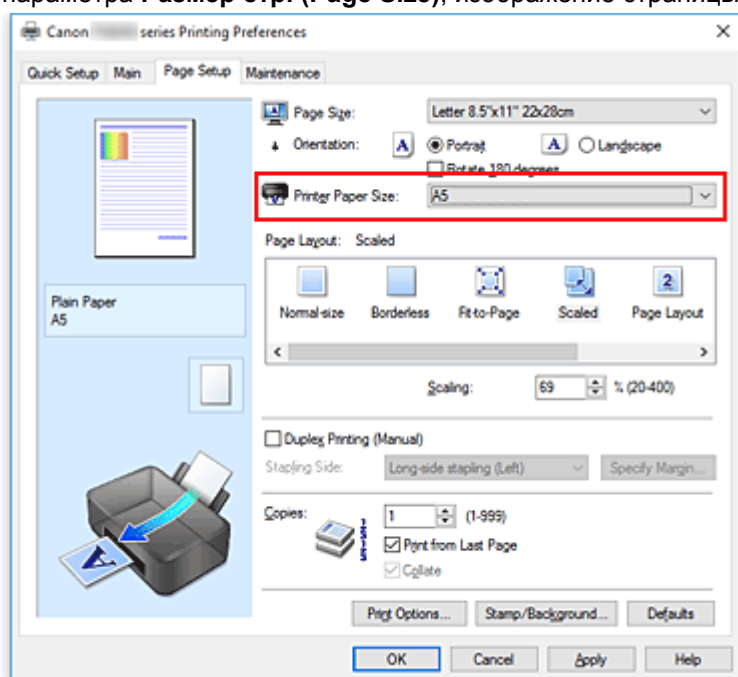 параметра Размер стр. (Page Size), изображение страницы
Canon series Printing Preferences
Quick Setup Main Page Setup Maintenance
Page Size: Letter 8.5"x11" 22x28cm
Orientation: A Portrait A Landscape
Rotate 180 degrees
Printer Paper Size: A5
Page Layout: Scaled
Plain Paper
A5
2
Normal-size Borderless Fit-to-Page Scaled Page Layout
Scaling: 69 % (20-400)
Duplex Printing (Manual)
Stapling Side: Long-side stapling (Left) Specify Margin...
Copies: 1 (1-999)
Print from Last Page
Collate
Print Options... Stamp/Background... Defaults
OK Cancel Apply Help